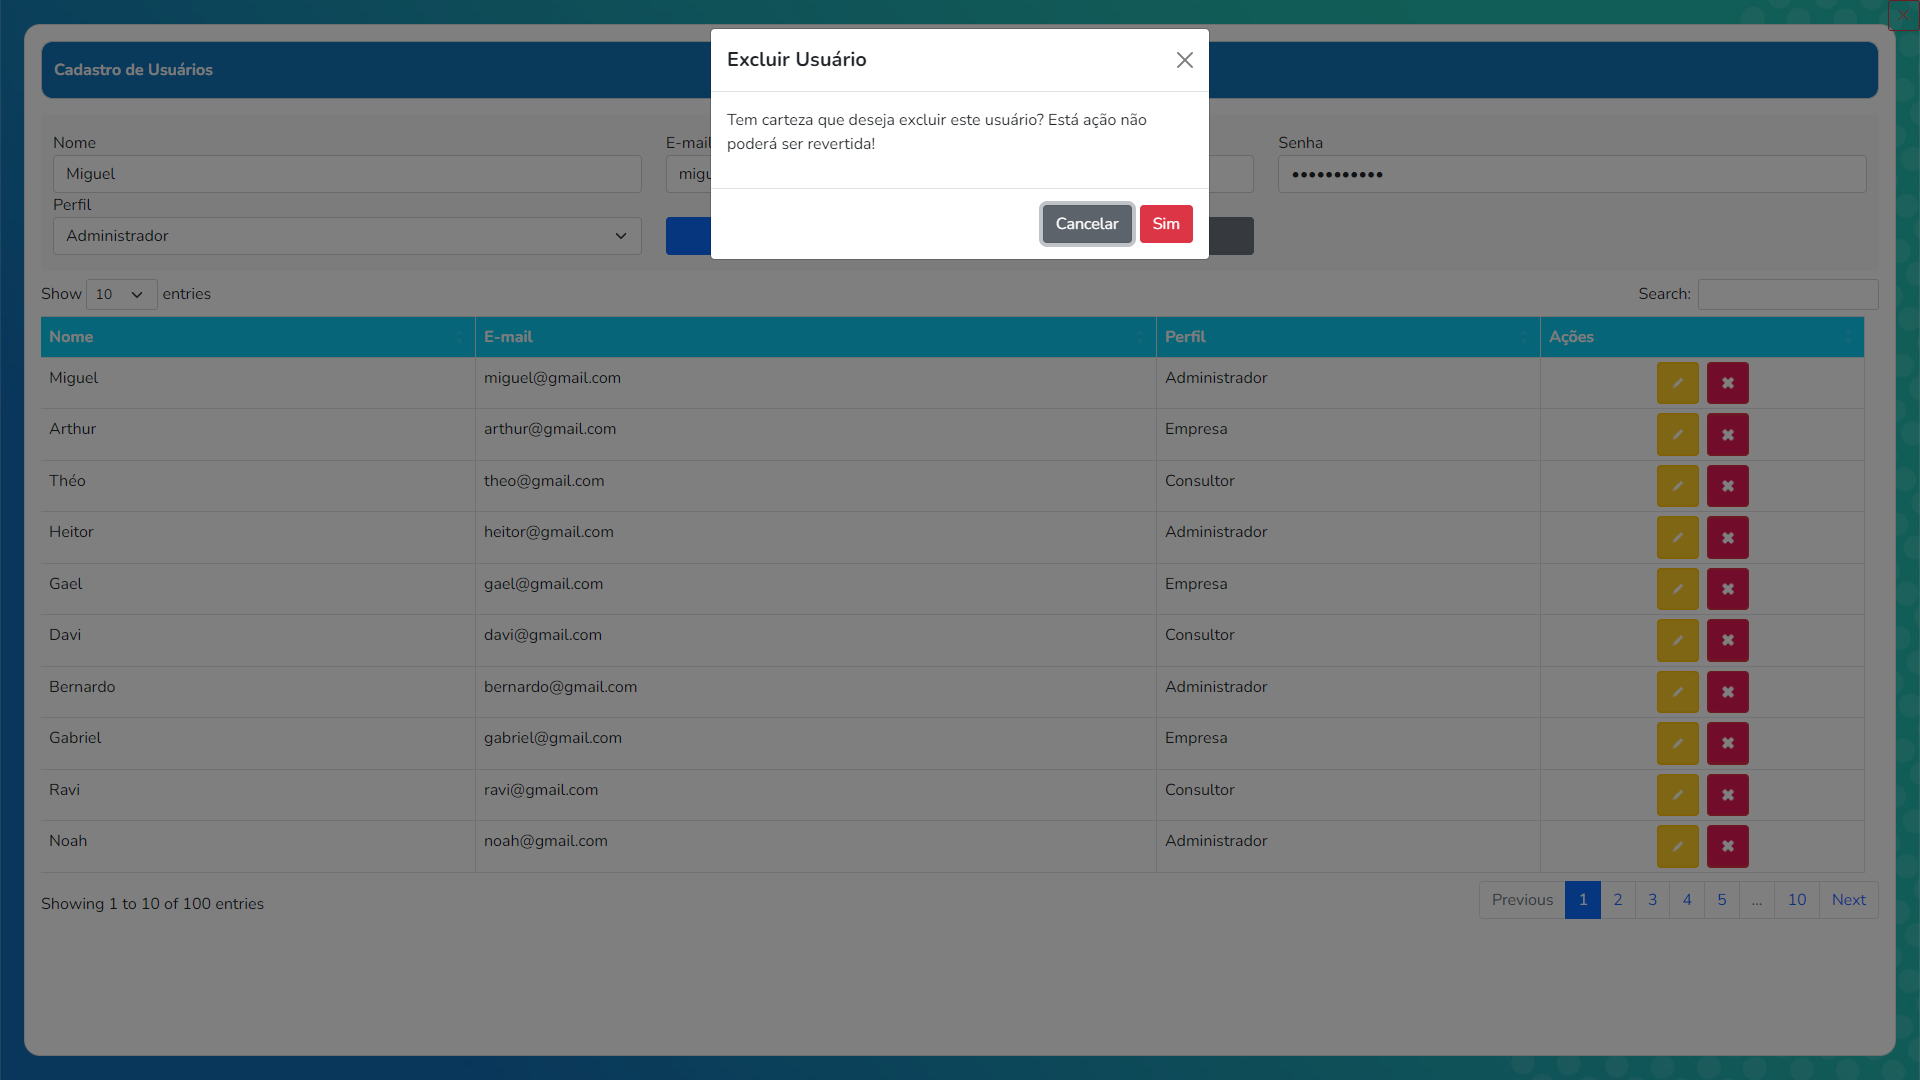 Excluir Usuário
Tem carteza que deseja excluir este usuário? Está ação não
poderá ser revertida!
Cancelar Sim
Cadastro de Usuários
Nome E-mail Senha
Miguel •••••••••••
Perfil
Administrador
Show 10 entries Search:
Nome E-mail Perfil Ações
Miguel miguel@gmail.com Administrador
Arthur arthur@gmail.com Empresa
Théo theo@gmail.com Consultor
Heitor heitor@gmail.com Administrador
Gael gael@gmail.com Empresa
Davi davi@gmail.com Consultor
Bernardo bernardo@gmail.com Administrador
Gabriel gabriel@gmail.com Empresa
Ravi ravi@gmail.com Consultor
Noah noah@gmail.com Administrador
Showing 1 to 10 of 100 entries
Previous 1 2 3 4 5 ... 10 Next